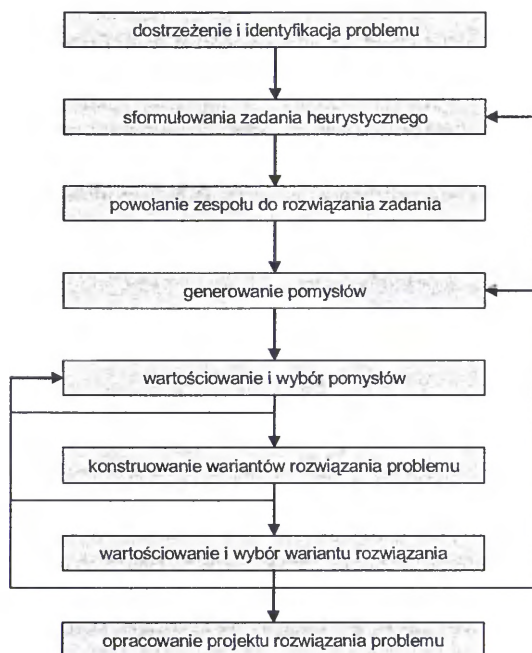 dostrzeżenie i identyfikacja problemu
sformułowania zadania heurystycznego
powołanie zespołu do rozwiązania zadania
generowanie pomysłów
wartościowanie i wybór pomysłów
konstruowanie wariantów rozwiązania problemu
wartościowanie i wybór wariantu rozwiązania
opracowanie projektu rozwiązania problemu